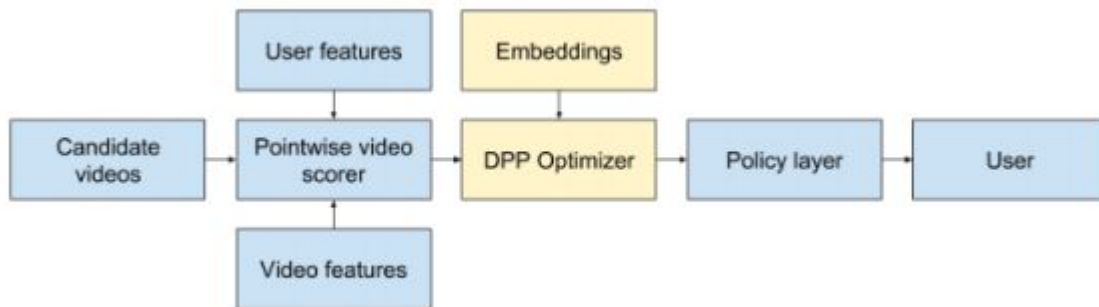 User features
Embeddings
Candidate
videos
Pointwise video
scorer
DPP Optimizer
Policy layer
User
Video features